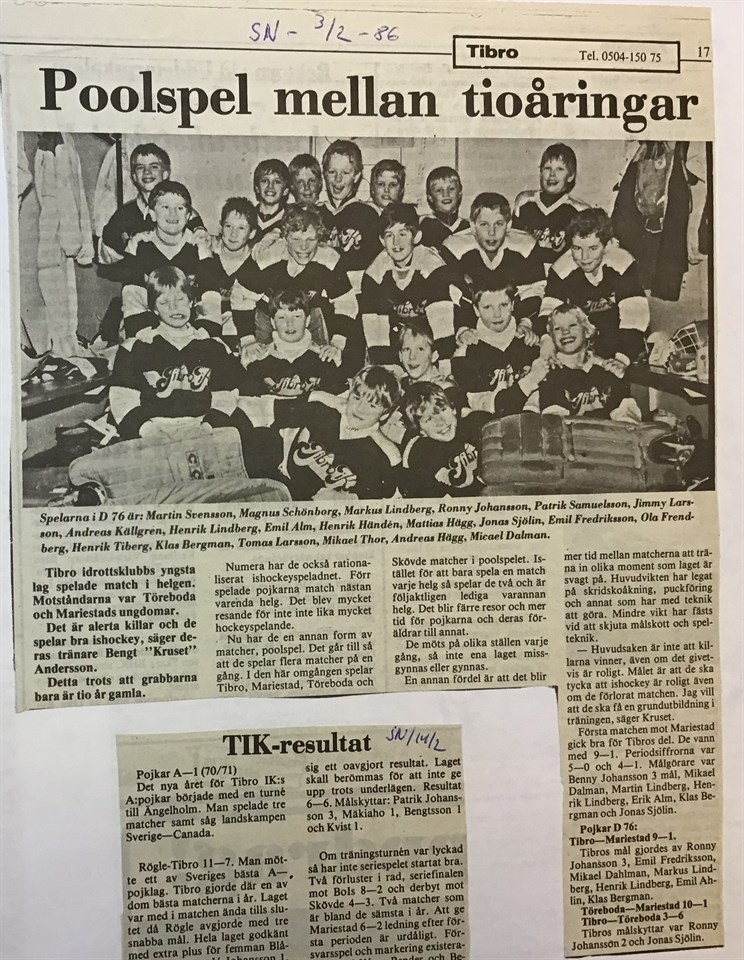 SN - 3/2 -86
Tibro Tel. 0504-150 75
17
Poolspel mellan tioåringar
Tibro IK
Spelarna i D 76 är: Martin Svensson, Magnus Schönborg, Markus Lindberg, Ronny Johansson, Patrik Samuelsson, Jimmy Lars-
son, Andreas Källgren, Henrik Lindberg, Emil Alm, Henrik Händén, Mattias Hägg, Jonas Sjölin, Emil Fredriksson, Ola Frend-
berg, Henrik Tiberg, Klas Bergman, Tomas Larsson, Mikael Thor, Andreas Hägg, Micael Dalman.
Tibro idrottsklubbs yngsta
lag spelade match i helgen.
Motståndarna var Töreboda
och Mariestads ungdomar.
Det är alerta killar och de
spelar bra ishockey, säger de-
ras tränare Bengt "Kruset"
Andersson.
Detta trots att grabbarna
bara är tio år gamla.
Numera har de också rationa-
liserat ishockeyspeladnet. Förr
spelade pojkarna match nästan
varenda helg. Det blev mycket
resande för inte lika mycket
hockeyspelande.
Nu har de en annan form av
matcher, poolspel. Det går till så
att de spelar flera matcher på en
gång. I den här omgången spelar
Tibro, Mariestad, Töreboda och
Skövde matcher i poolspelet. Is-
tället för att bara spela en match
varje helg så spelar de två och är
följaktligen lediga varannan
helg. Det blir färre resor och mer
tid för pojkarna och deras för-
äldrar till annat.
De möts på olika ställen varje
gång, så inte ena laget miss-
gynnas eller gynnas.
En annan fördel är att det blir
mer tid mellan matcherna att trä-
na in olika moment som laget är
svagt på. Huvudvikten har legat
på skridskoåkning, puckföring
och annat som har med teknik
att göra. Mindre vikt har fästs
vid att skjuta målskott och spel-
teknik.
— Huvudsaken är inte att kil-
larna vinner, även om det givet-
vis är roligt. Målet är att de ska
tycka att ishockey är roligt även
om de förlorat matchen. Jag vill
att de ska få en grundutbildning i
träningen, säger Kruset.
Första matchen mot Mariestad
gick bra för Tibros del. De vann
med 9—1. Periodsiffrorna var
5—0 och 4—1. Målgörare var
Benny Johansson 3 mål, Mikael
Dalman, Martin Lindberg, Hen-
rik Lindberg, Erik Alm, Klas Be-
rgman och Jonas Sjölin.
Pojkar D 76:
Tibro—Mariestad 9—1.
Tibros mål gjordes av Ronny
Johansson 3, Emil Fredriksson,
Mikael Dahlman, Markus Lind-
berg, Henrik Lindberg, Emil Ah-
lin, Klas Bergman.
Töreboda—Mariestad 10—1
Tibro—Töreboda 3—6
Tibros målskyttar var Ronny
Johansson 2 och Jonas Sjölin.
SN/14/2
TIK-resultat
Pojkar A—1 (70/71)
Det nya året för Tibro IK:s
A:pojkar började med en turné
till Ängelholm. Man spelade tre
matcher samt såg landskampen
Sverige—Canada.
Rögle-Tibro 11—7. Man möt-
te ett av Sveriges bästa A—
pojklag. Tibro gjorde där en av
dom bästa matcherna i år. Laget
var med i matchen ända tills slu-
tet då Rögle avgjorde med tre
snabba mål. Hela laget godkänt
med extra plus för femman Blå-
sig ett oavgjort resultat. Laget
skall berömmas för att inte ge
upp trots underlägen. Resultat
6—6. Målskyttar: Patrik Johans-
son 3, Mäkiaho 1, Bengtsson 1
och Kvist 1.
Om träningsturnèn var lyckad
så har inte seriespelet startat bra.
Två förluster i rad, seriefinalen
mot Bols 8—2 och derbyt mot
Skövde 4—3. Två matcher som
är bland de sämsta i år. Att ge
Mariestad 6—2 ledning efter för-
sta perioden är urdåligt. För-
svarsspel och markering existera-